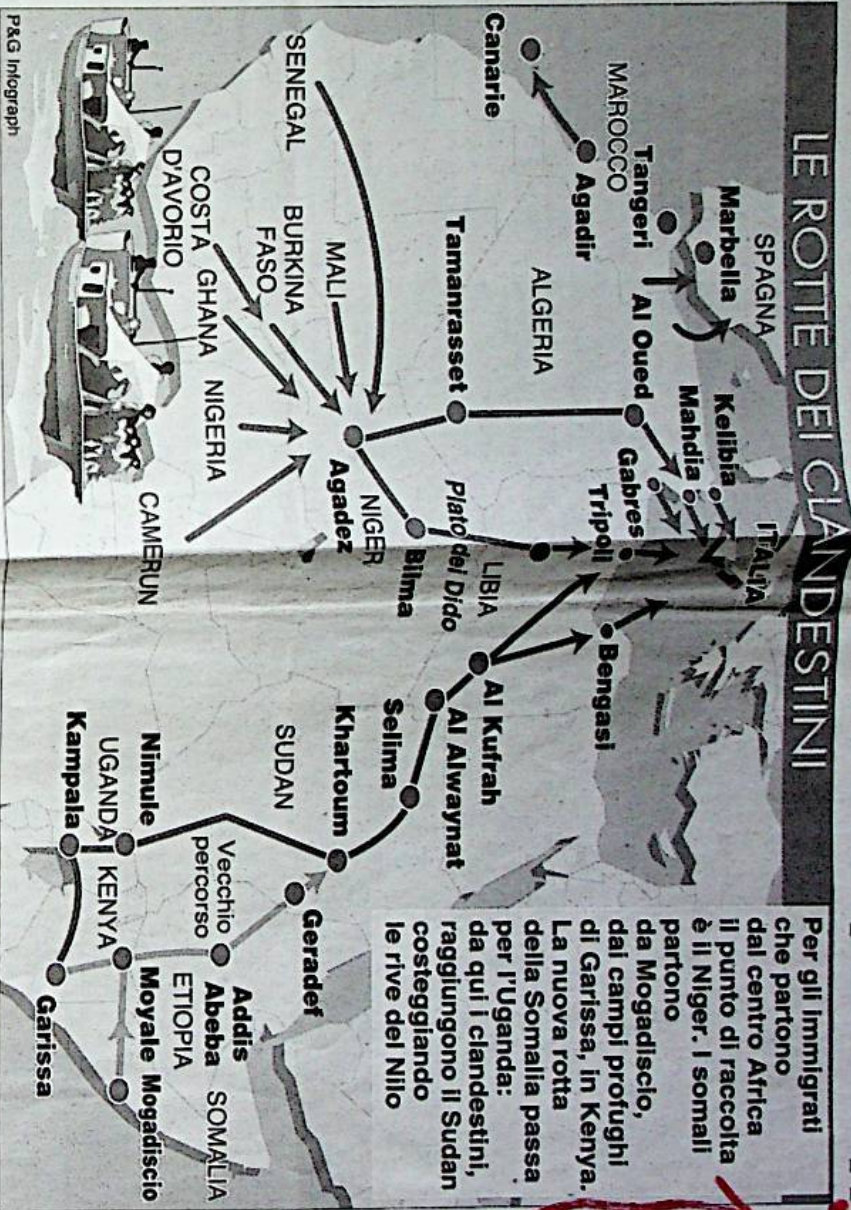 LE ROTTE DEI CLANDESTINI
Per gli immigrati
che partono
dal centro Africa
il punto di raccolta
è il Niger. I somali
partono
da Mogadiscio,
dai campi profughi
di Garissa, in Kenya.
La nuova rotta
della Somalia passa
per l'Uganda:
da qui i clandestini,
raggiungono il Sudan
costeggiando
le rive del Nilo
SPAGNA
Marbella
Tangeri
MAROCCO
Agadir
Canarie
ITALIA
Kelibia
Mahdia
Al Oued
Gabres
Tripoli
Bengasi
ALGERIA
Tamanrasset
LIBIA
Plato del Dido
Al Kufrah
Al Alwaynat
Selima
Bilma
NIGER
Agadez
SENEGAL
MALI
BURKINA
FASO
COSTA
D'AVORIO
GHANA
NIGERIA
CAMERUN
Khartoum
SUDAN
Geradef
Vecchio
percorso
Addis
Abeba
ETIOPIA
SOMALIA
Nimule
UGANDA
Kampala
KENYA
Moyale
Mogadiscio
Garissa
P&G Infograph